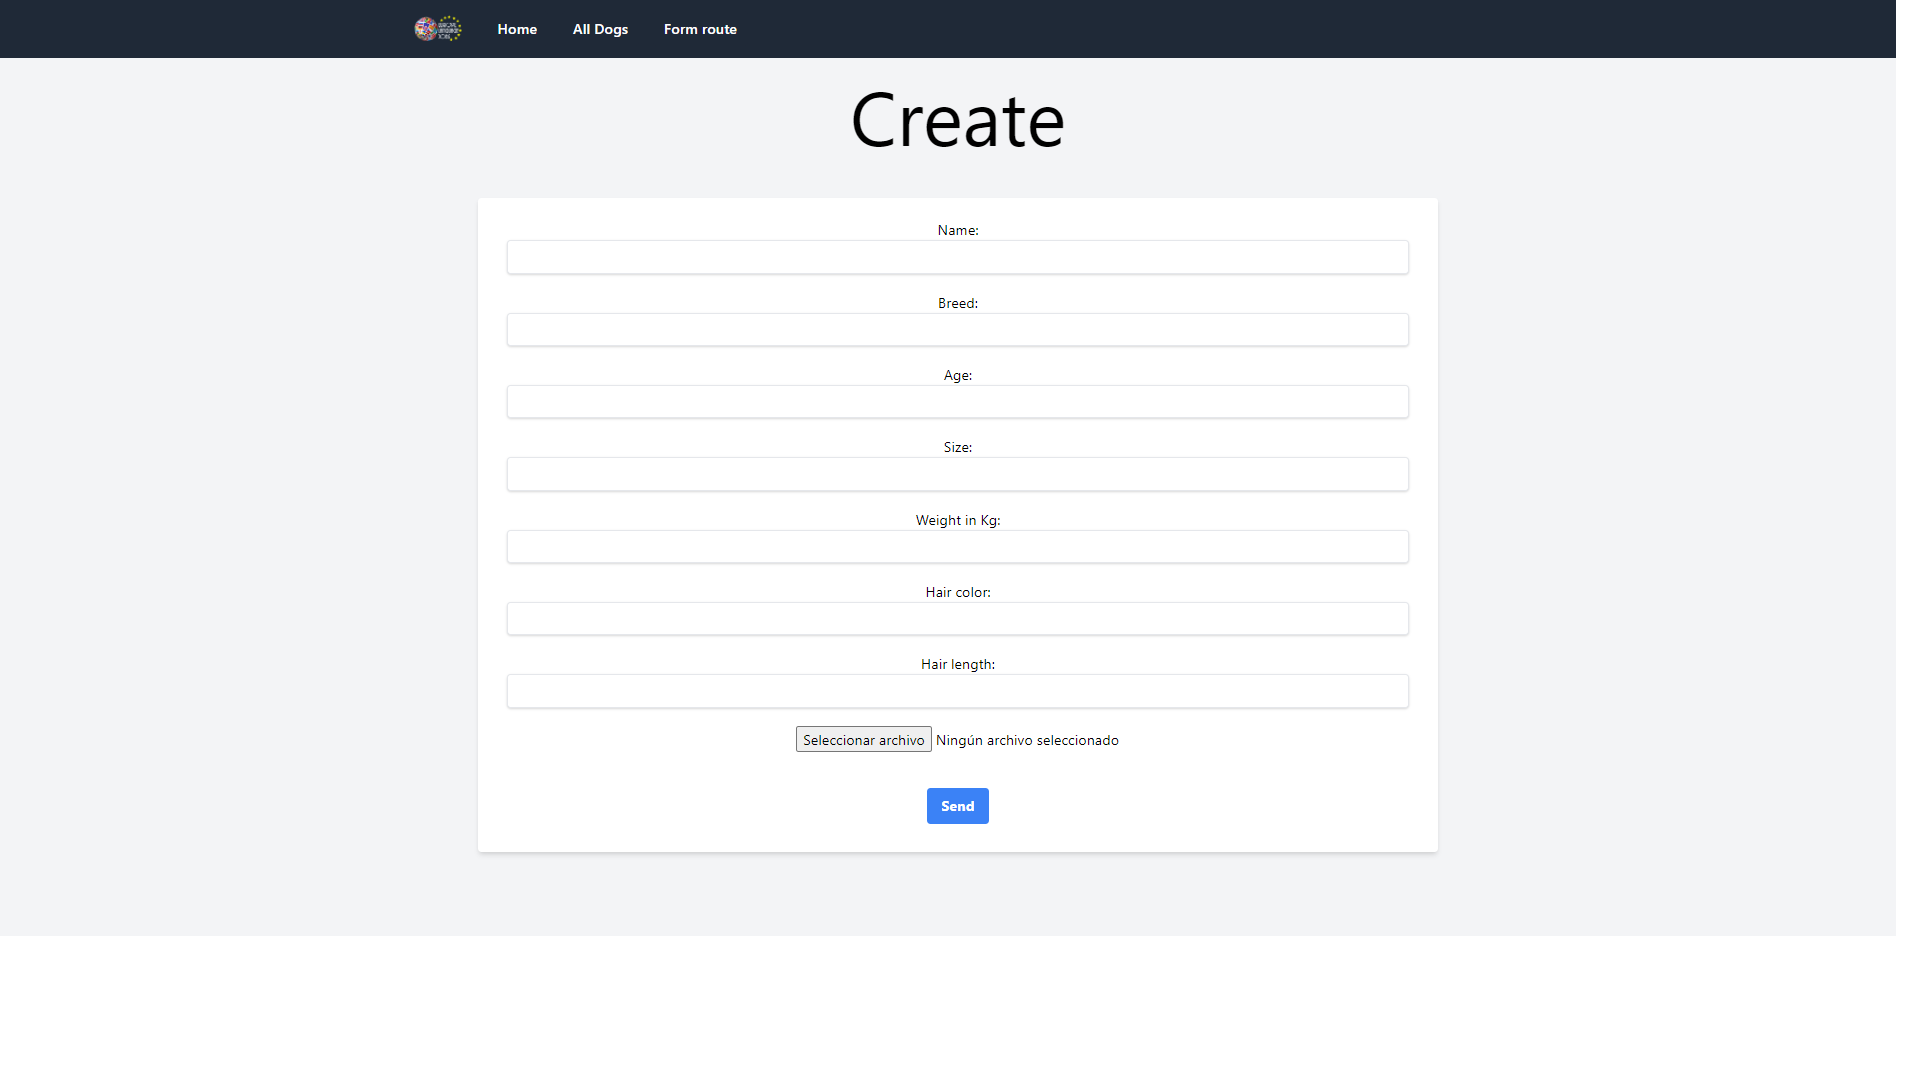 Home All Dogs Form route
Create
Name:
Breed:
Age:
Size:
Weight in Kg:
Hair color:
Hair length:
Seleccionar archivo Ningún archivo seleccionado
Send